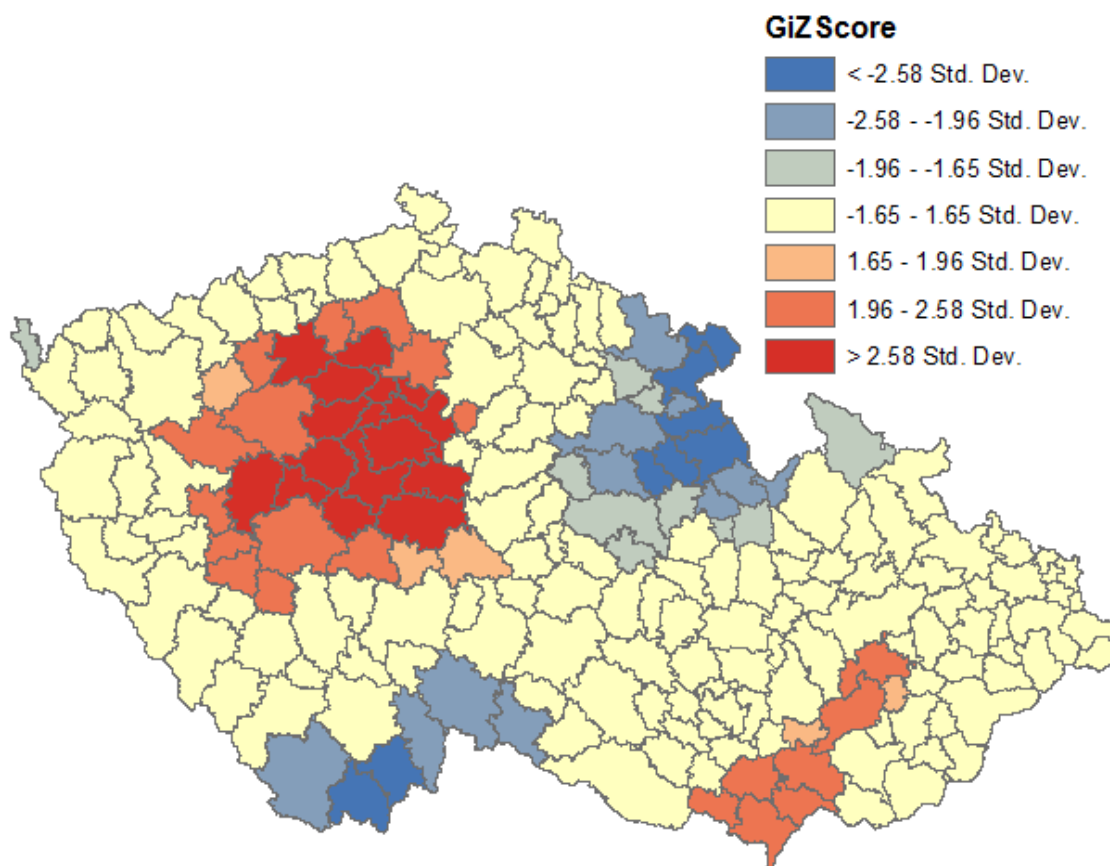 GiZScore
< -2.58 Std. Dev.
-2.58 - -1.96 Std. Dev.
-1.96 - -1.65 Std. Dev.
-1.65 - 1.65 Std. Dev.
1.65 - 1.96 Std. Dev.
1.96 - 2.58 Std. Dev.
> 2.58 Std. Dev.